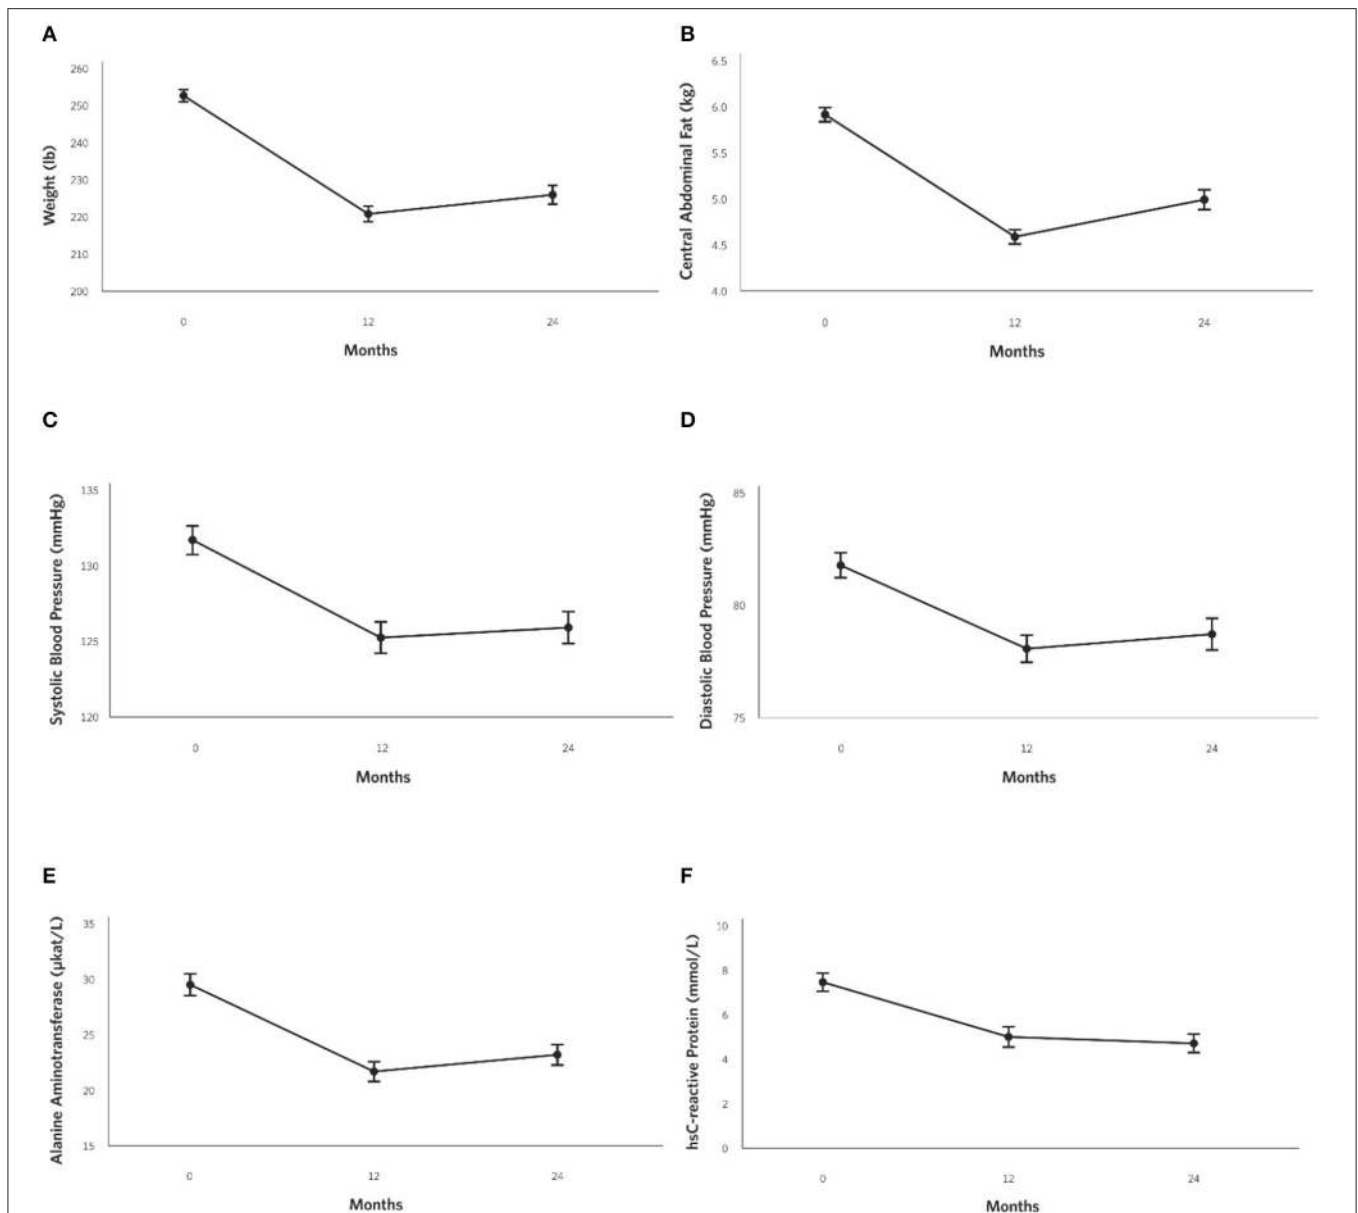 A
260
250
240
230
220
210
200
Weight (lb)
0 12 24
Months
B
6.5
6.0
5.5
5.0
4.5
4.0
Central Abdominal Fat (kg)
0 12 24
Months
C
135
130
125
120
Systolic Blood Pressure (mmHg)
0 12 24
Months
D
85
80
75
Diastolic Blood Pressure (mmHg)
0 12 24
Months
E
35
30
25
20
15
Alanine Aminotransferase (µkat/L)
0 12 24
Months
F
10
8
6
4
2
0
hsC-reactive Protein (mmol/L)
0 12 24
Months